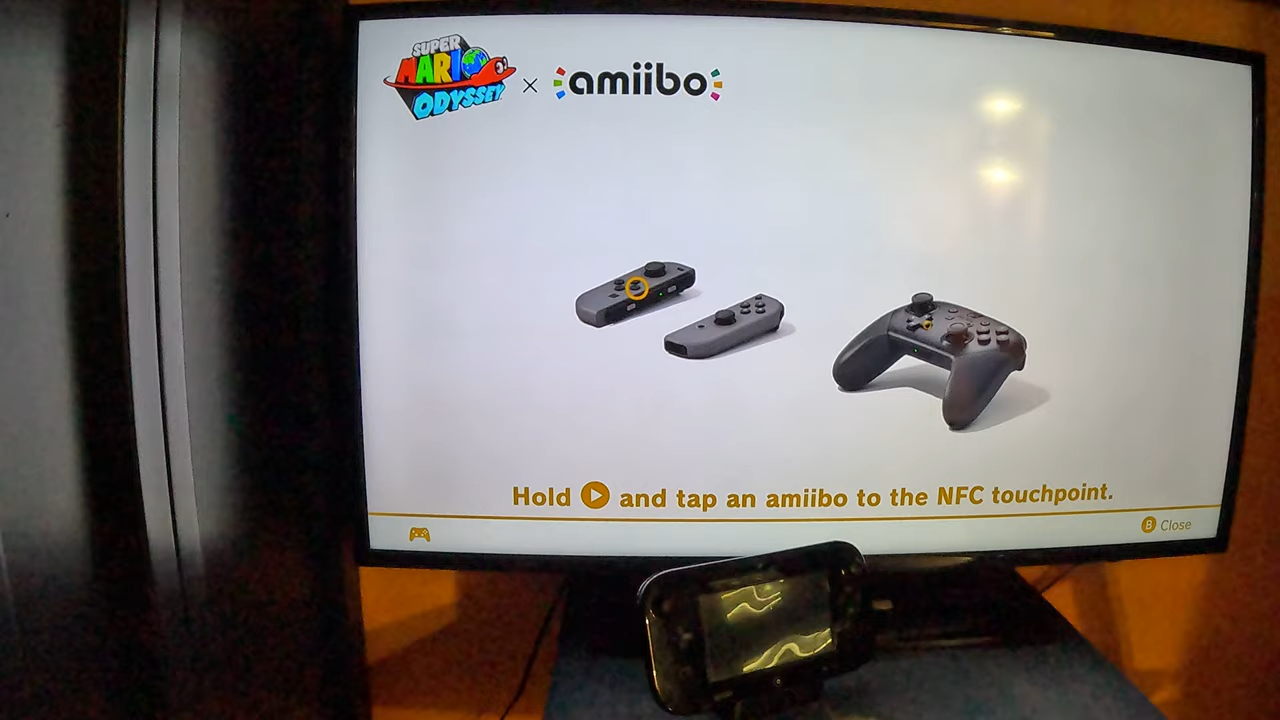 SUPER
MARIO
ODYSSEY
× amiibo
Hold and tap an amiibo to the NFC touchpoint.
B Close